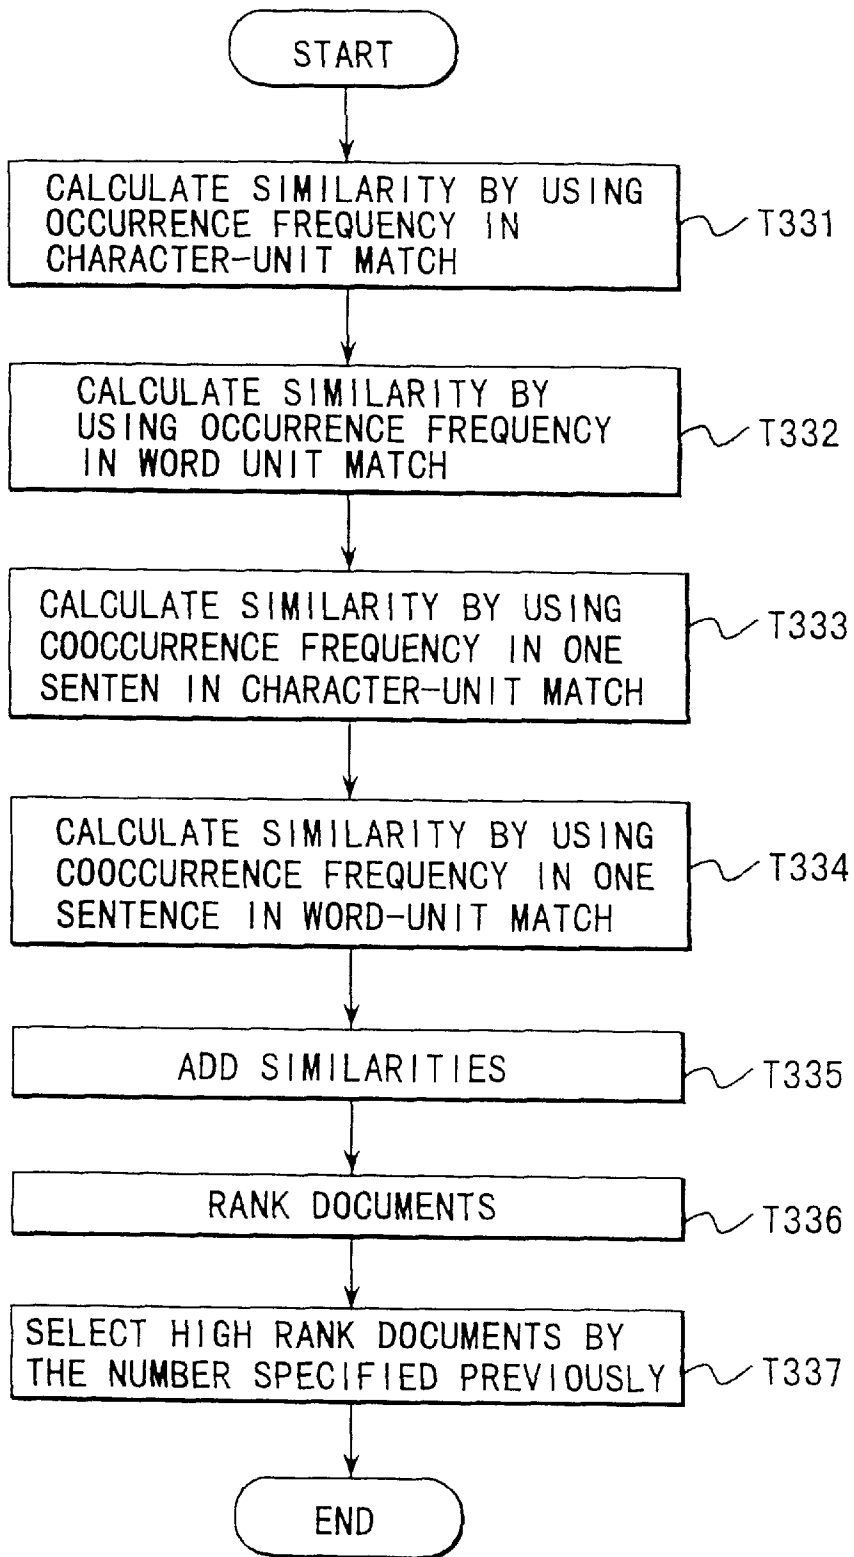 START
CALCULATE SIMILARITY BY USING
OCCURRENCE FREQUENCY IN
CHARACTER-UNIT MATCH
T331
CALCULATE SIMILARITY BY
USING OCCURRENCE FREQUENCY
IN WORD UNIT MATCH
T332
CALCULATE SIMILARITY BY USING
COOCCURRENCE FREQUENCY IN ONE
SENTEN IN CHARACTER-UNIT MATCH
T333
CALCULATE SIMILARITY BY USING
COOCCURRENCE FREQUENCY IN ONE
SENTENCE IN WORD-UNIT MATCH
T334
ADD SIMILARITIES
T335
RANK DOCUMENTS
T336
SELECT HIGH RANK DOCUMENTS BY
THE NUMBER SPECIFIED PREVIOUSLY
T337
END